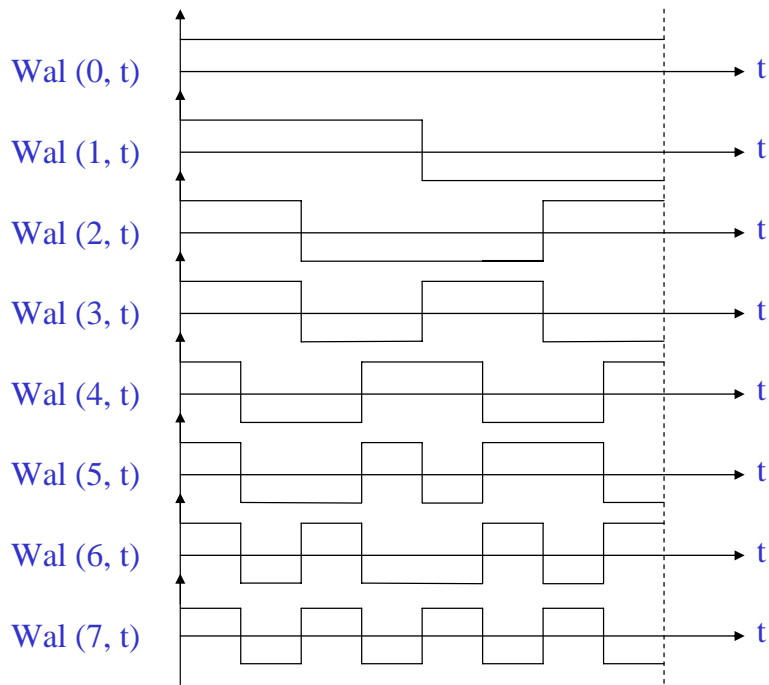 Wal (0, t) t
Wal (1, t) t
Wal (2, t) t
Wal (3, t) t
Wal (4, t) t
Wal (5, t) t
Wal (6, t) t
Wal (7, t) t